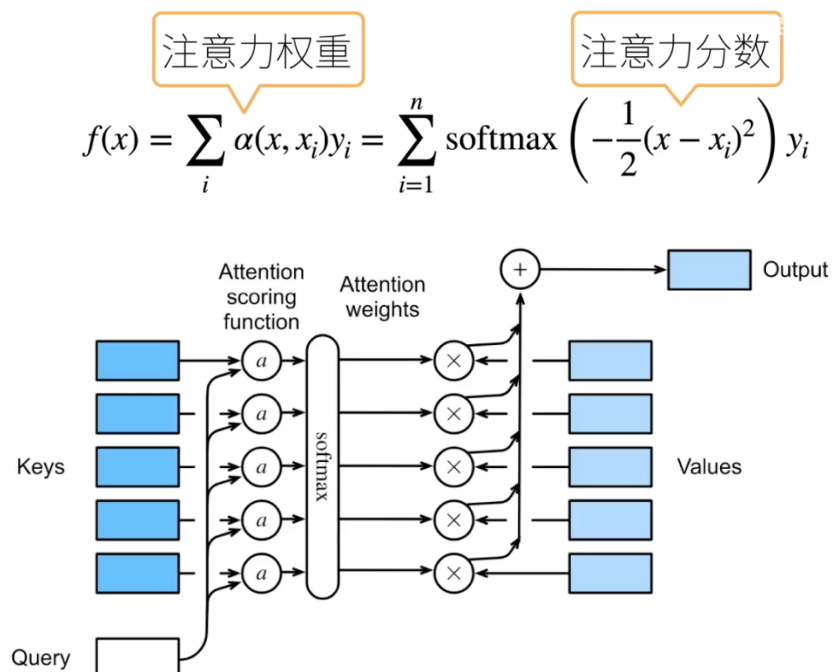 注意力权重
注意力分数
f(x) = ∑_i α(x, x_i)y_i = ∑_{i=1}^{n} softmax (−1/2 (x − x_i)^2) y_i
Attention
scoring
function
Attention
weights
+
Output
Keys
a
a
a
a
a
softmax
×
×
×
×
×
Values
Query